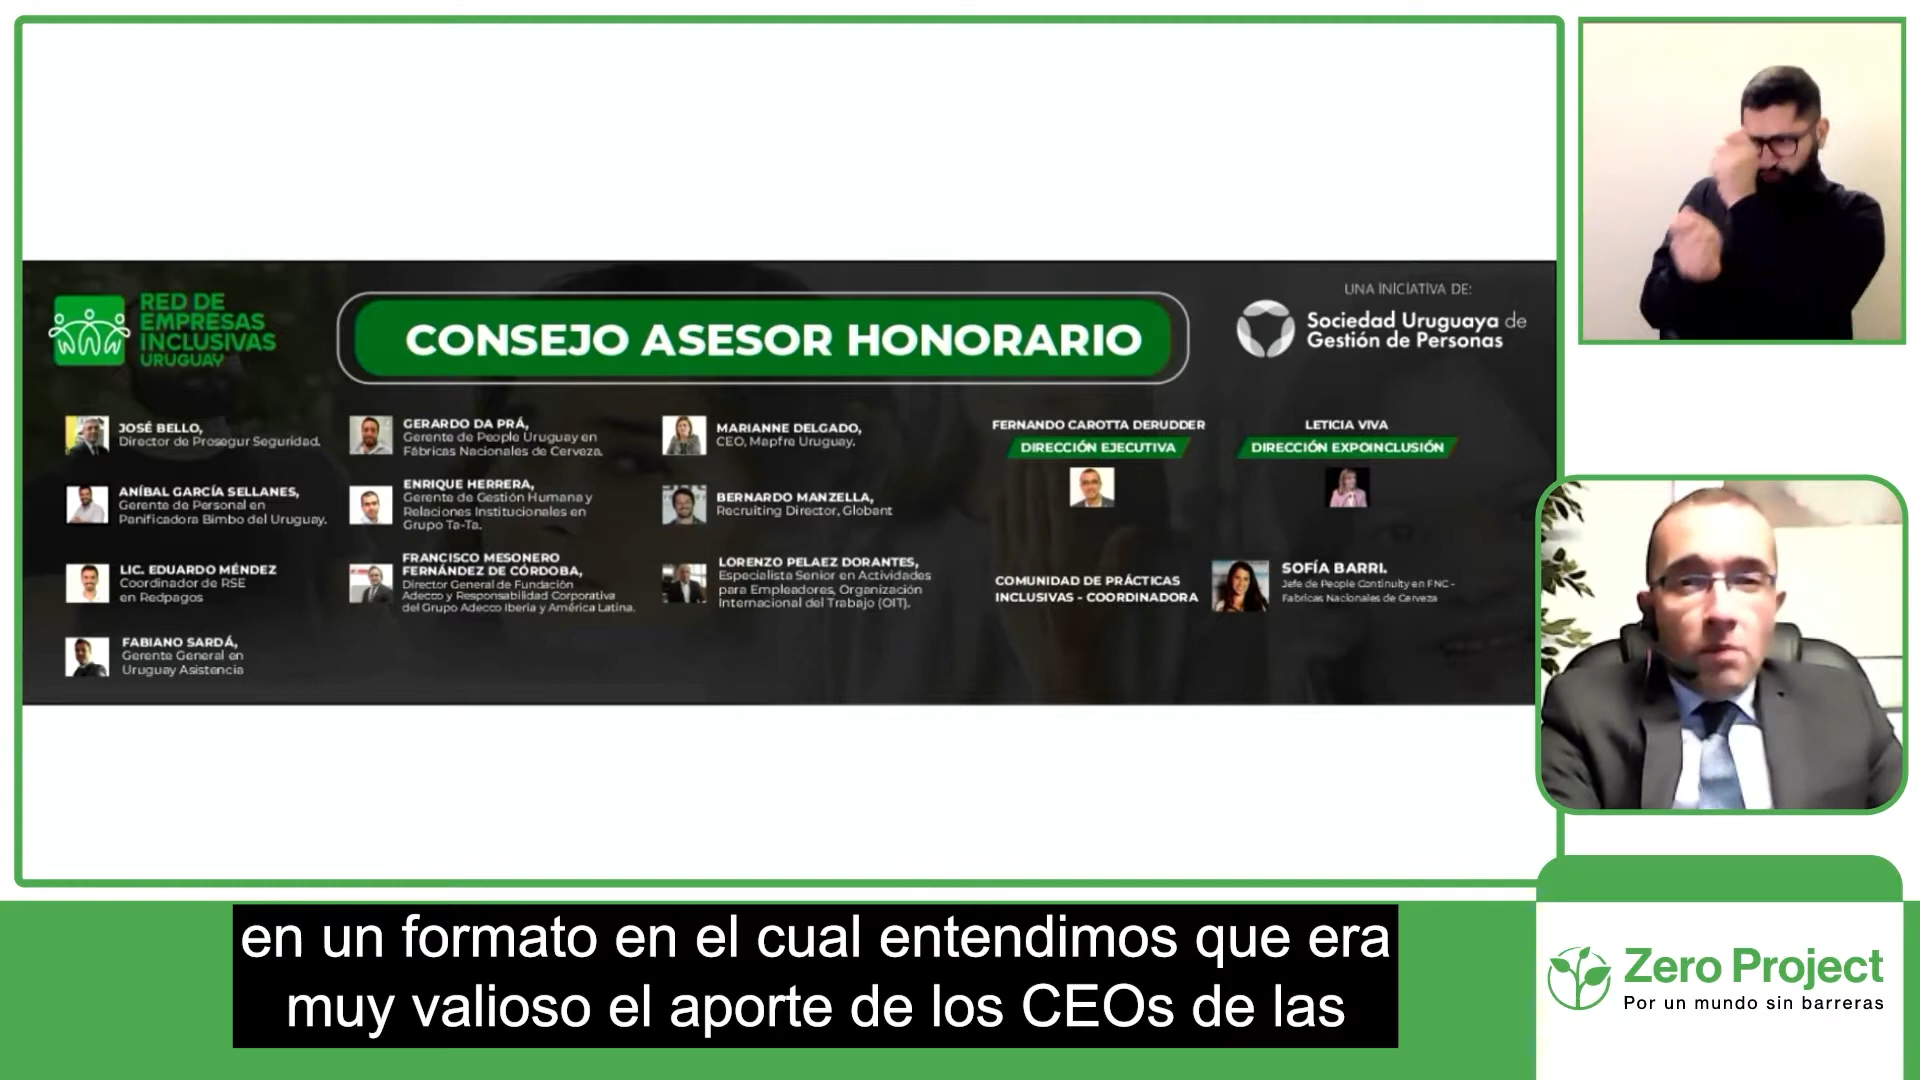 RED DE
EMPRESAS
INCLUSIVAS
URUGUAY
CONSEJO ASESOR HONORARIO
UNA INICIATIVA DE:
Sociedad Uruguaya de
Gestión de Personas
JOSÉ BELLO,
Director de Prosegur Seguridad.
ANÍBAL GARCÍA SELLANES,
Gerente de Personal en
Panificadora Bimbo del Uruguay.
LIC. EDUARDO MÉNDEZ
Coordinador de RSE
en Redpagos
FABIANO SARDÁ,
Gerente General en
Uruguay Asistencia
GERARDO DA PRÁ,
Gerente de People Uruguay en
Fábricas Nacionales de Cerveza.
ENRIQUE HERRERA,
Gerente de Gestión Humana y
Relaciones Institucionales en
Grupo Ta-Ta.
FRANCISCO MESONERO
FERNÁNDEZ DE CÓRDOBA,
Director General de Fundación
Adecco y Responsabilidad Corporativa
del Grupo Adecco Iberia y América Latina.
MARIANNE DELGADO,
CEO, Mapfre Uruguay.
BERNARDO MANZELLA,
Recruiting Director, Globant
LORENZO PELAEZ DORANTES,
Especialista Senior en Actividades
para Empleadores, Organización
Internacional del Trabajo (OIT).
FERNANDO CAROTTA DERUDDER
DIRECCIÓN EJECUTIVA
LETICIA VIVA
DIRECCIÓN EXPOINCLUSIÓN
COMUNIDAD DE PRÁCTICAS
INCLUSIVAS - COORDINADORA
SOFÍA BARRI.
Jefe de People Continuity en FNC -
Fabricas Nacionales de Cerveza
en un formato en el cual entendimos que era
muy valioso el aporte de los CEOs de las
Zero Project
Por un mundo sin barreras